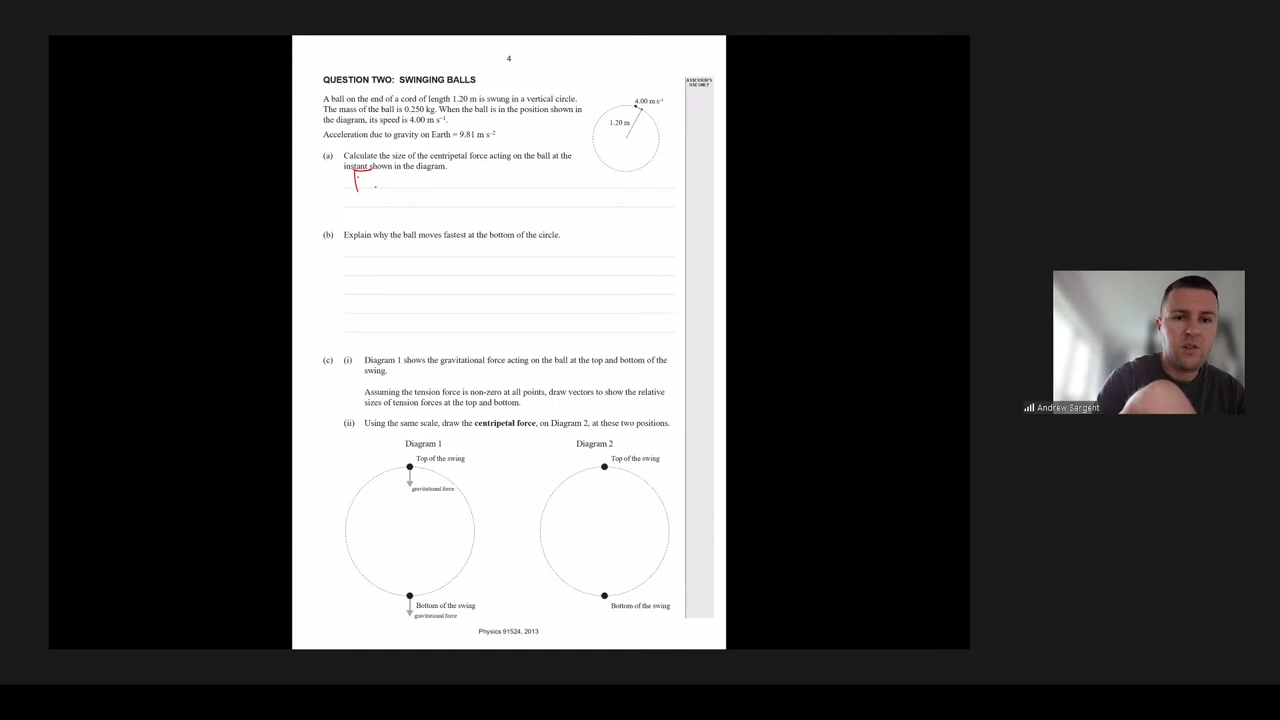 4
QUESTION TWO: SWINGING BALLS
ASSESSOR'S
USE ONLY
A ball on the end of a cord of length 1.20 m is swung in a vertical circle.
The mass of the ball is 0.250 kg. When the ball is in the position shown in
the diagram, its speed is 4.00 m s⁻¹.
Acceleration due to gravity on Earth = 9.81 m s⁻²
4.00 m s⁻¹
1.20 m
(a) Calculate the size of the centripetal force acting on the ball at the
instant shown in the diagram.
(b) Explain why the ball moves fastest at the bottom of the circle.
(c) (i) Diagram 1 shows the gravitational force acting on the ball at the top and bottom of the
swing.
Assuming the tension force is non-zero at all points, draw vectors to show the relative
sizes of tension forces at the top and bottom.
(ii) Using the same scale, draw the centripetal force, on Diagram 2, at these two positions.
Diagram 1
Top of the swing
gravitational force
Bottom of the swing
gravitational force
Diagram 2
Top of the swing
Bottom of the swing
Physics 91524, 2013
Andrew Sargent